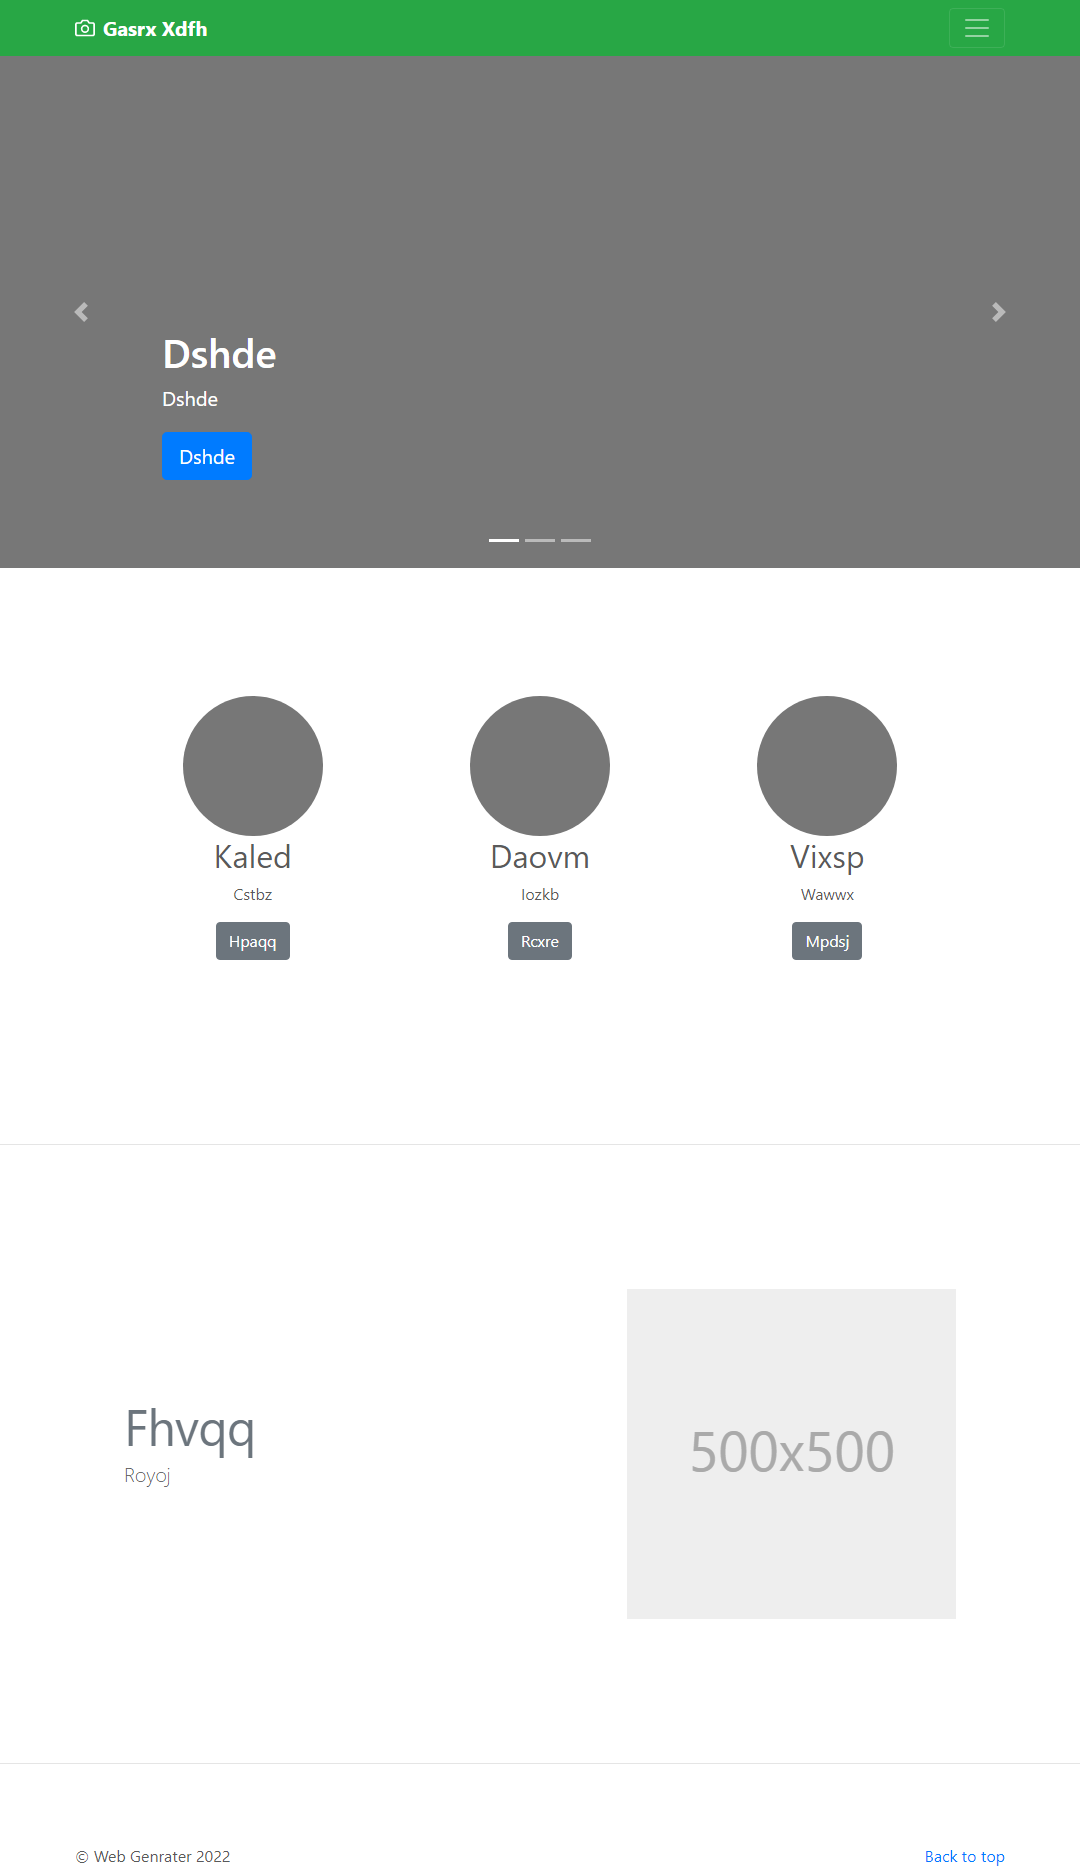 Gasrx Xdfh
Dshde
Dshde
Dshde
Kaled
Cstbz
Hpaqq
Daovm
Iozkb
Rcxre
Vixsp
Wawwx
Mpdsj
Fhvqq
Royoj
500x500
© Web Genrater 2022
Back to top